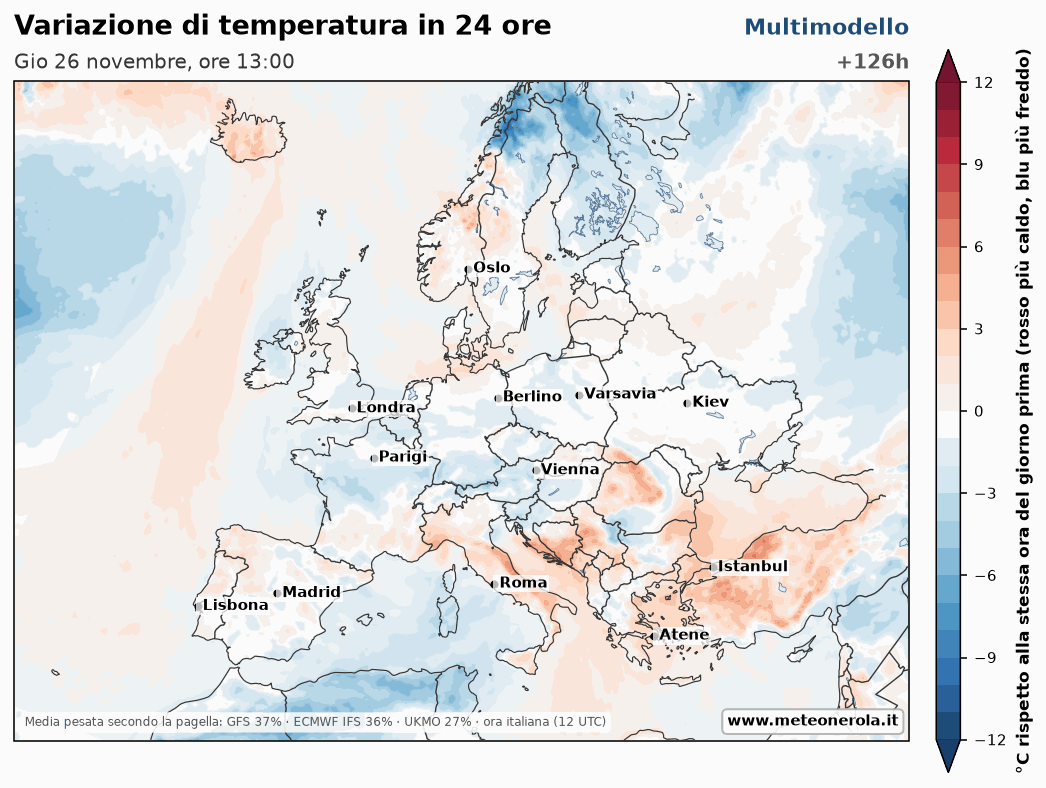 Variazione di temperatura in 24 ore
Multimodello
Gio 26 novembre, ore 13:00
+126h
Oslo
Londra
Berlino
Varsavia
Kiev
Parigi
Vienna
Istanbul
Roma
Madrid
Lisbona
Atene
Media pesata secondo la pagella: GFS 37% · ECMWF IFS 36% · UKMO 27% · ora italiana (12 UTC)
www.meteonerola.it
12
9
6
3
0
−3
−6
−9
−12
°C rispetto alla stessa ora del giorno prima (rosso più caldo, blu più freddo)